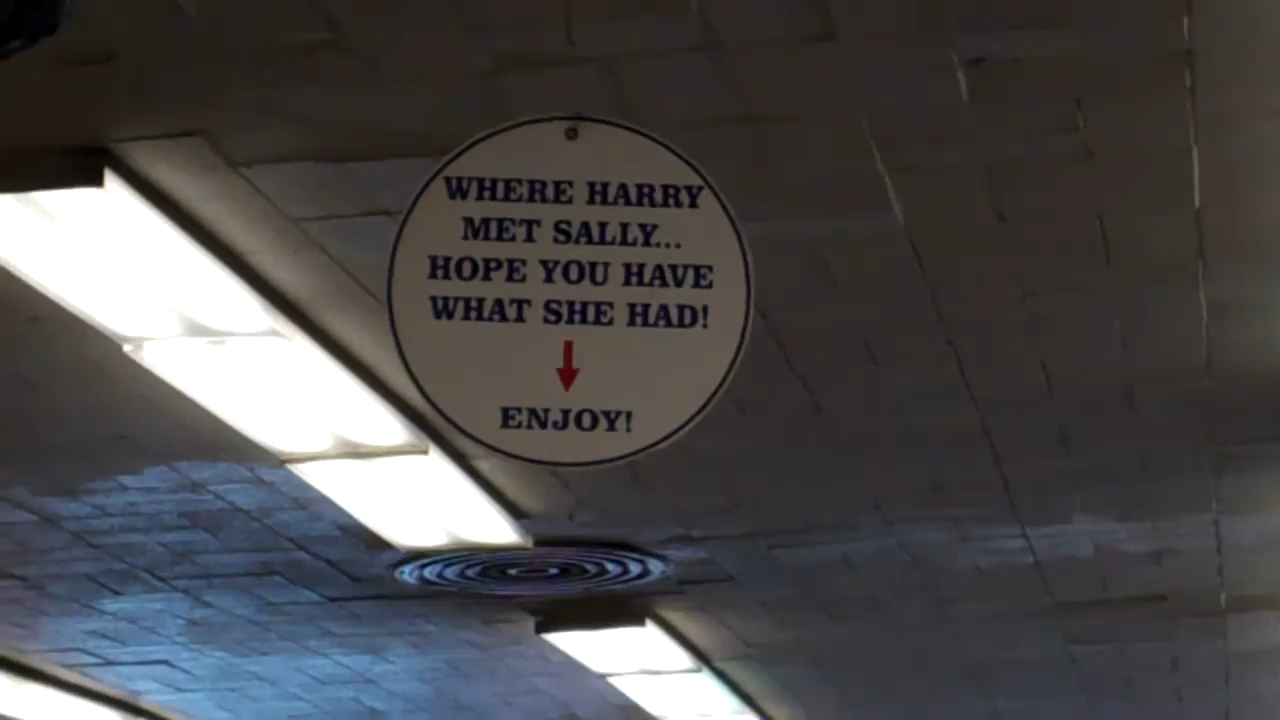 WHERE HARRY
MET SALLY...
HOPE YOU HAVE
WHAT SHE HAD!
ENJOY!